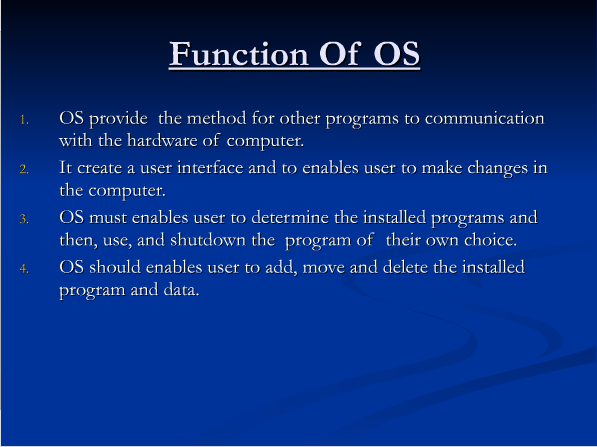 Function Of OS
1. OS provide the method for other programs to communication
with the hardware of computer.
2. It create a user interface and to enables user to make changes in
the computer.
3. OS must enables user to determine the installed programs and
then, use, and shutdown the program of their own choice.
4. OS should enables user to add, move and delete the installed
program and data.